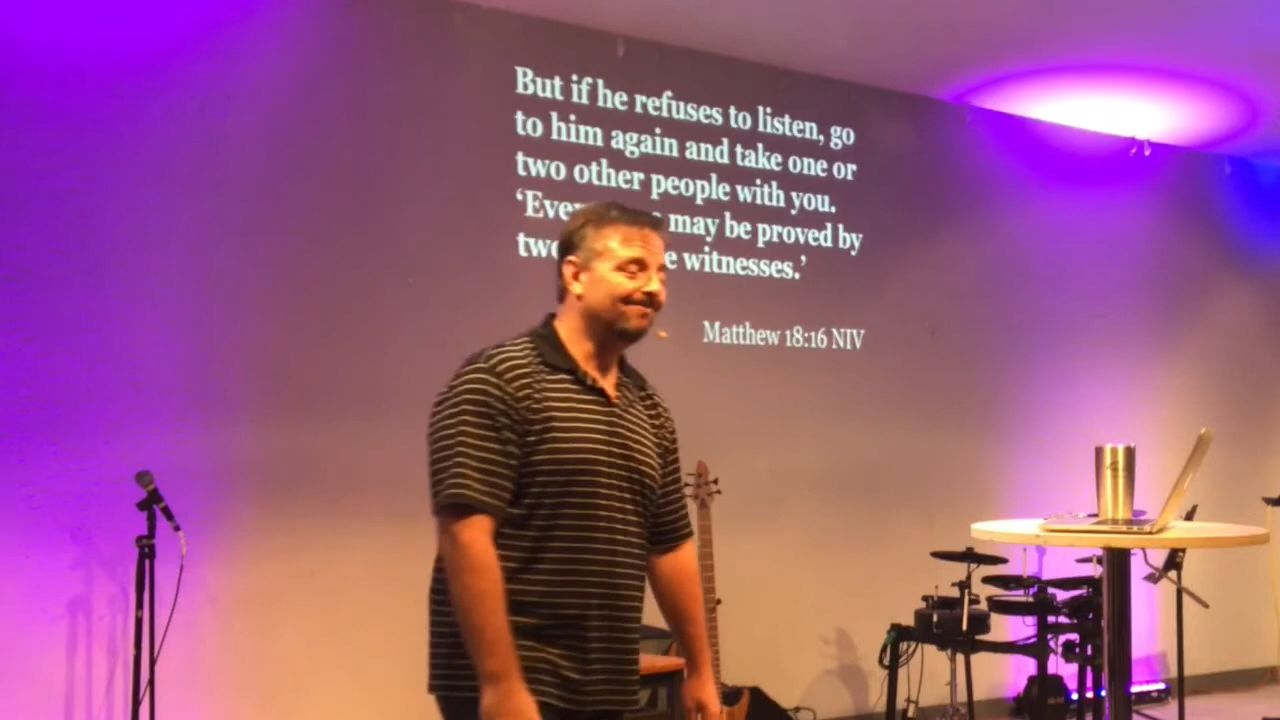 But if he refuses to listen, go
to him again and take one or
two other people with you.
may be proved by
witnesses.’
Matthew 18:16 NIV